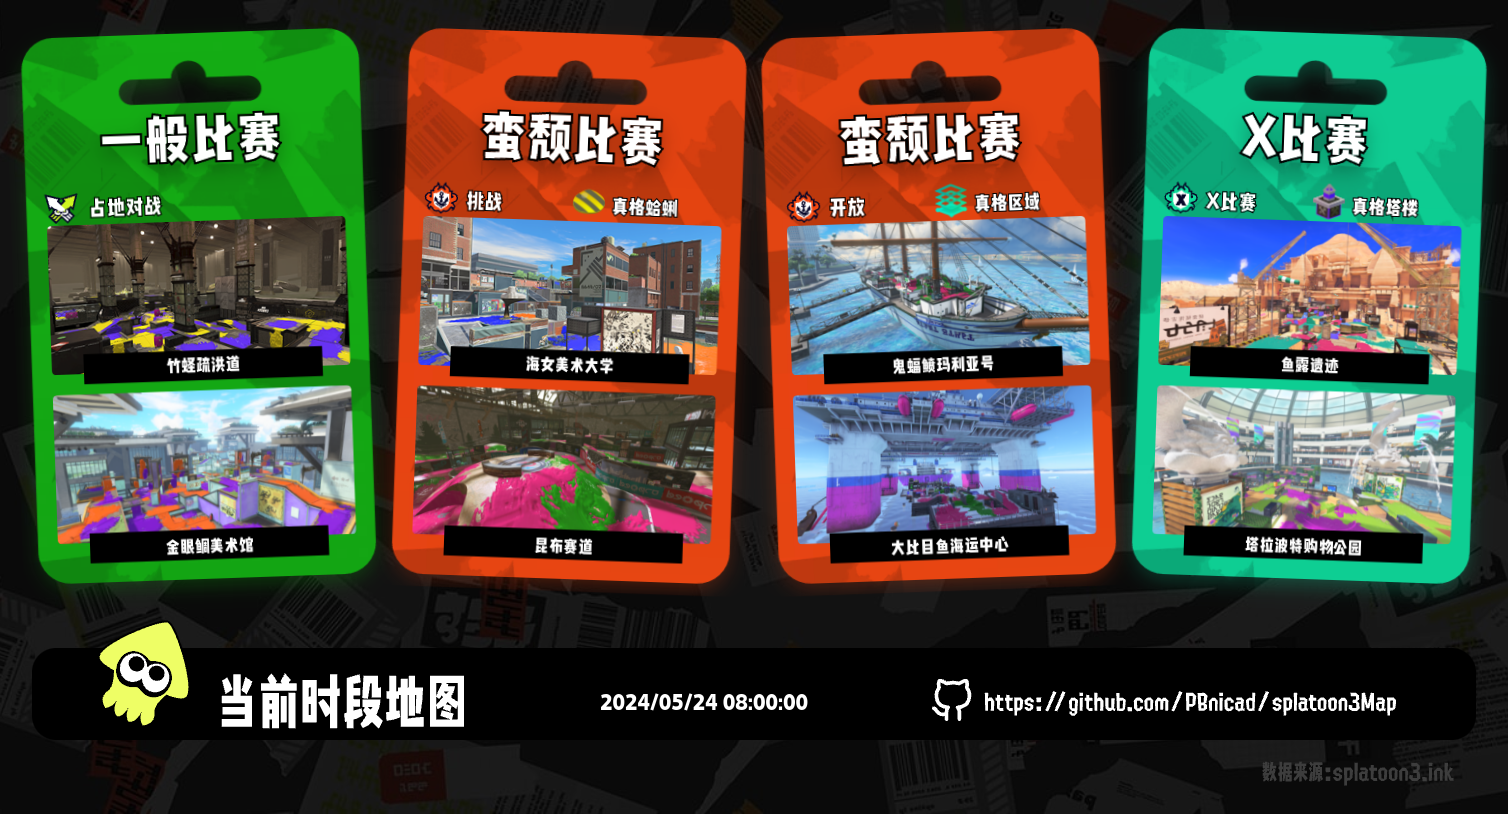 一般比赛
占地对战
竹蛏疏洪道
金眼鲷美术馆
蛮颓比赛
挑战
真格蛤蜊
海女美术大学
昆布赛道
蛮颓比赛
开放
真格区域
鬼蝠鲼玛利亚号
大比目鱼海运中心
X比赛
X比赛
真格塔楼
鱼露遗迹
塔拉波特购物公园
当前时段地图
2024/05/24 08:00:00
https://github.com/PBnicad/splatoon3Map
数据来源:splatoon3.ink